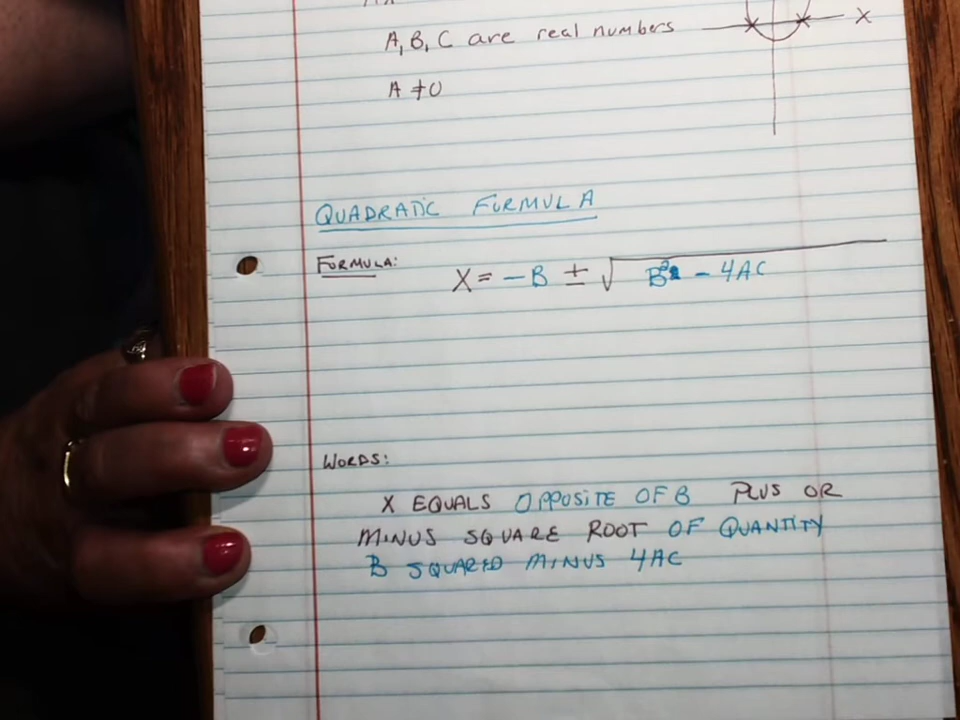 A, B, C are real numbers
X
A ≠ 0
QUADRATIC FORMULA
FORMULA:
X = -B ± √ B² - 4AC
WORDS:
X EQUALS OPPOSITE OF B PLUS OR
MINUS SQUARE ROOT OF QUANTITY
B SQUARED MINUS 4AC